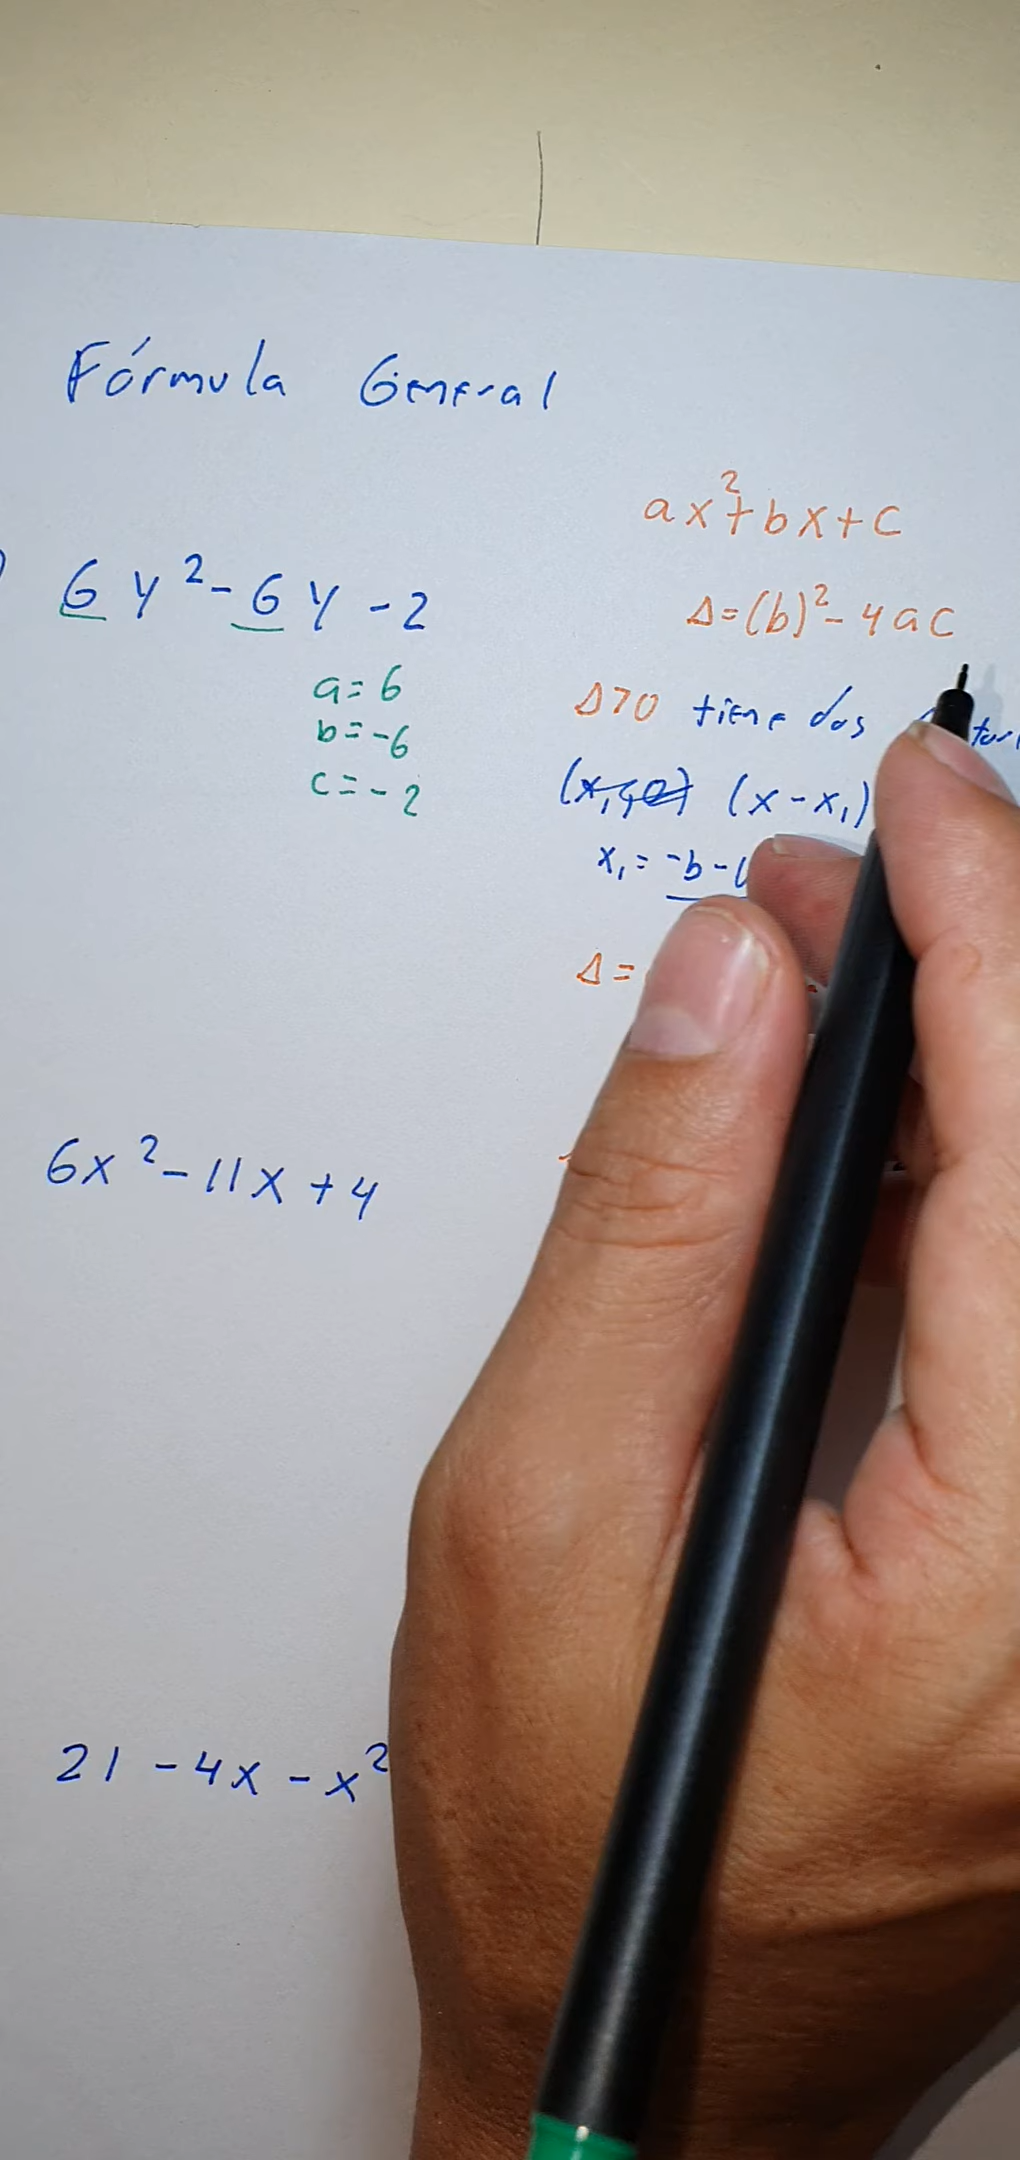 Fórmula General
ax²+bx+c
6y²-6y-2
Δ=(b)²-4ac
a=6
b=-6
c=-2
Δ>0 tiene dos
(x-x₁)
x₁=-b-
Δ=
6x²-11x+4
21-4x-x²